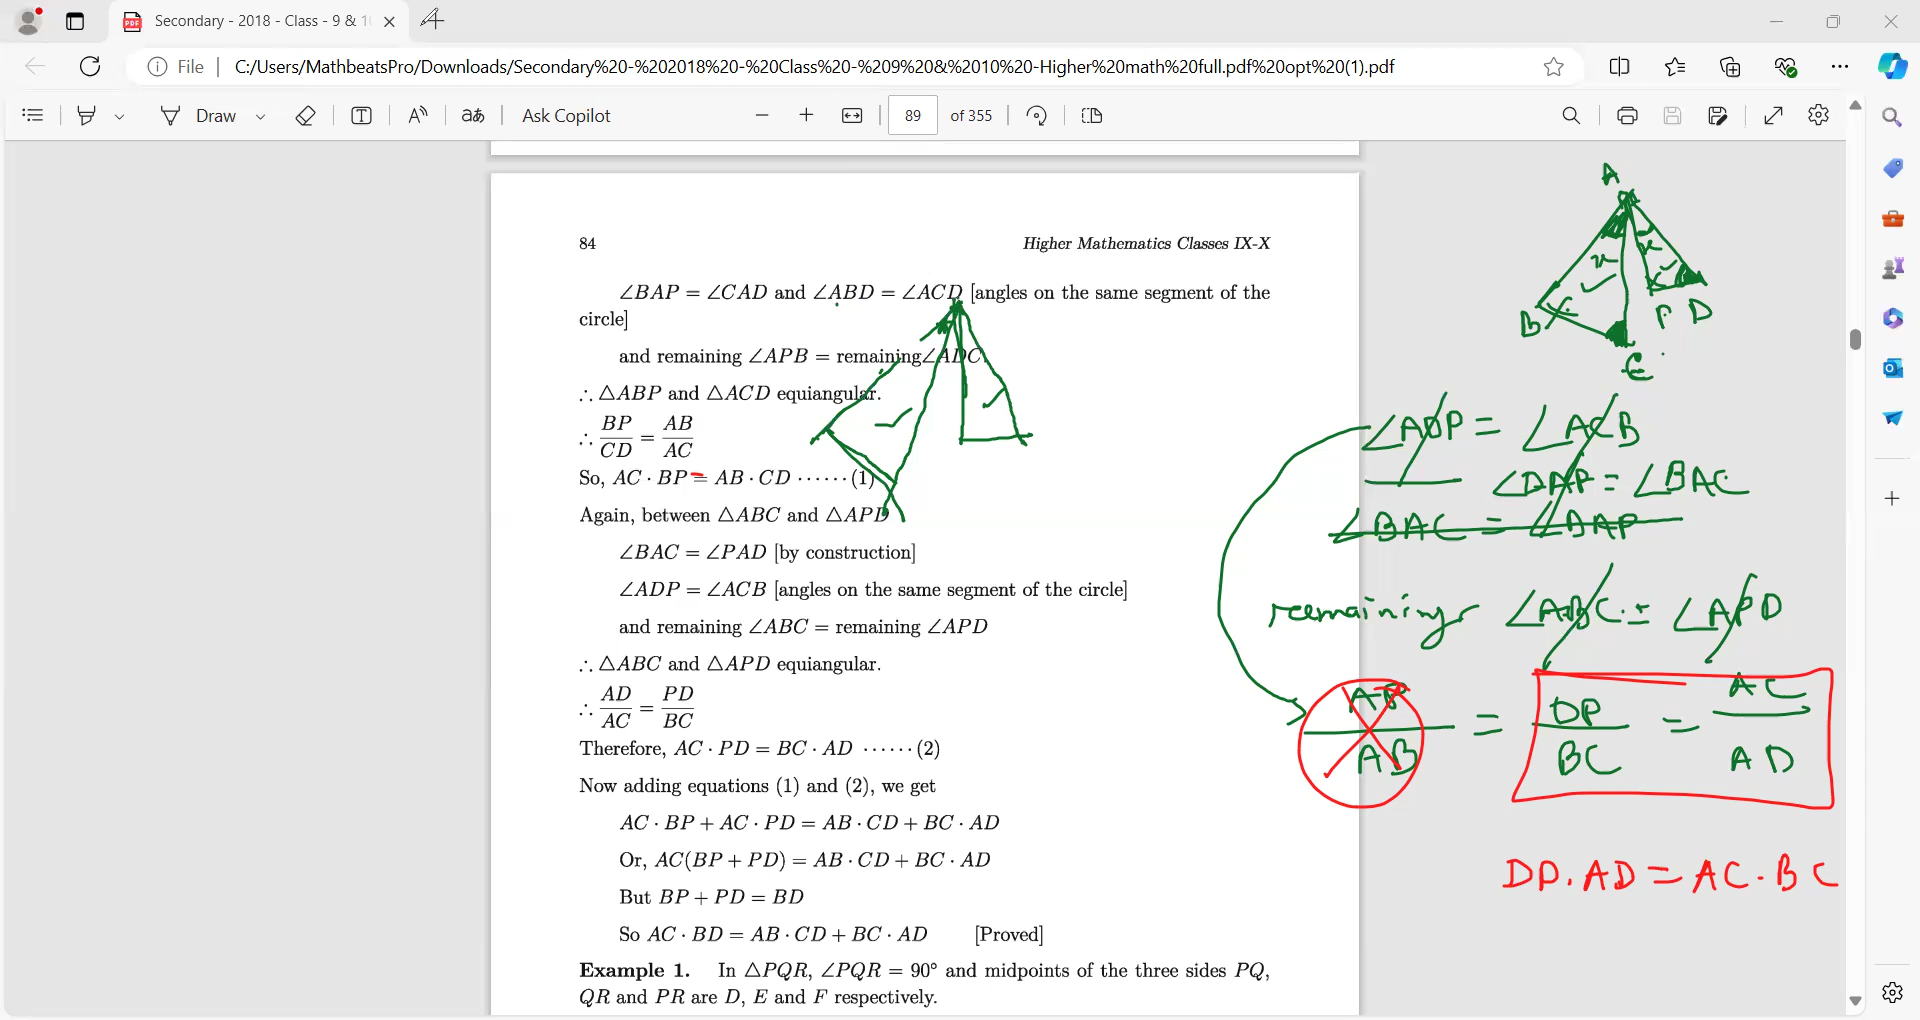 Secondary - 2018 - Class - 9 & 1
File C:/Users/MathbeatsPro/Downloads/Secondary%20-%202018%20-%20Class%20-%209%20&%2010%20-Higher%20math%20full.pdf%20opt%20(1).pdf
Draw
aあ
Ask Copilot
89 of 355
84 Higher Mathematics Classes IX-X
∠BAP = ∠CAD and ∠ABD = ∠ACD [angles on the same segment of the
circle]
and remaining ∠APB = remaining∠ADC.
∴ △ABP and △ACD equiangular.
∴ BP/CD = AB/AC
So, AC · BP = AB · CD ······(1)
Again, between △ABC and △APD
∠BAC = ∠PAD [by construction]
∠ADP = ∠ACB [angles on the same segment of the circle]
and remaining ∠ABC = remaining ∠APD
∴ △ABC and △APD equiangular.
∴ AD/AC = PD/BC
Therefore, AC · PD = BC · AD ······(2)
Now adding equations (1) and (2), we get
AC · BP + AC · PD = AB · CD + BC · AD
Or, AC(BP + PD) = AB · CD + BC · AD
But BP + PD = BD
So AC · BD = AB · CD + BC · AD [Proved]
Example 1. In △PQR, ∠PQR = 90° and midpoints of the three sides PQ,
QR and PR are D, E and F respectively.
A
x x
B P D
C
∠ADP = ∠ACB
∠DAP = ∠BAC
∠BAC = ∠DAP
remaining ∠ABC = ∠APD
AP/AB = DP/BC = AC/AD
DP.AD = AC.BC